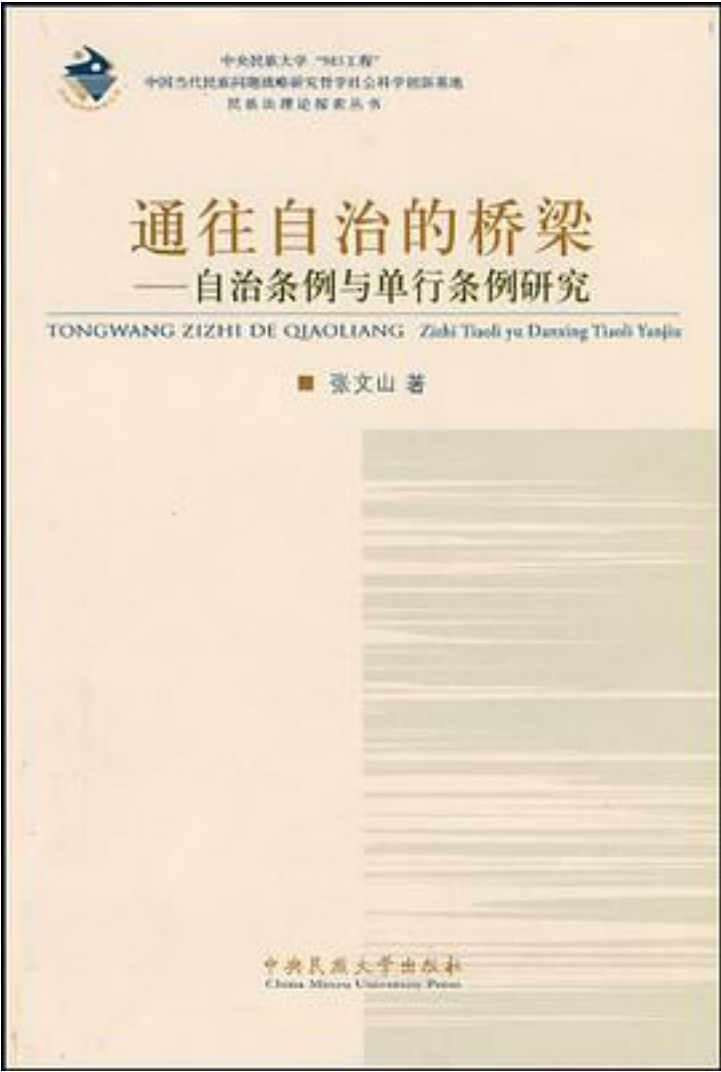 中央民族大学“985工程”
中国当代民族问题战略研究哲学社会科学创新基地
民族法理论探索丛书
通往自治的桥梁
——自治条例与单行条例研究
TONGWANG ZIZHI DE QIAOLIANG Zizhi Tiaoli yu Danxing Tiaoli Yanjiu
■ 张文山 著
中央民族大学出版社
China Minzu University Press